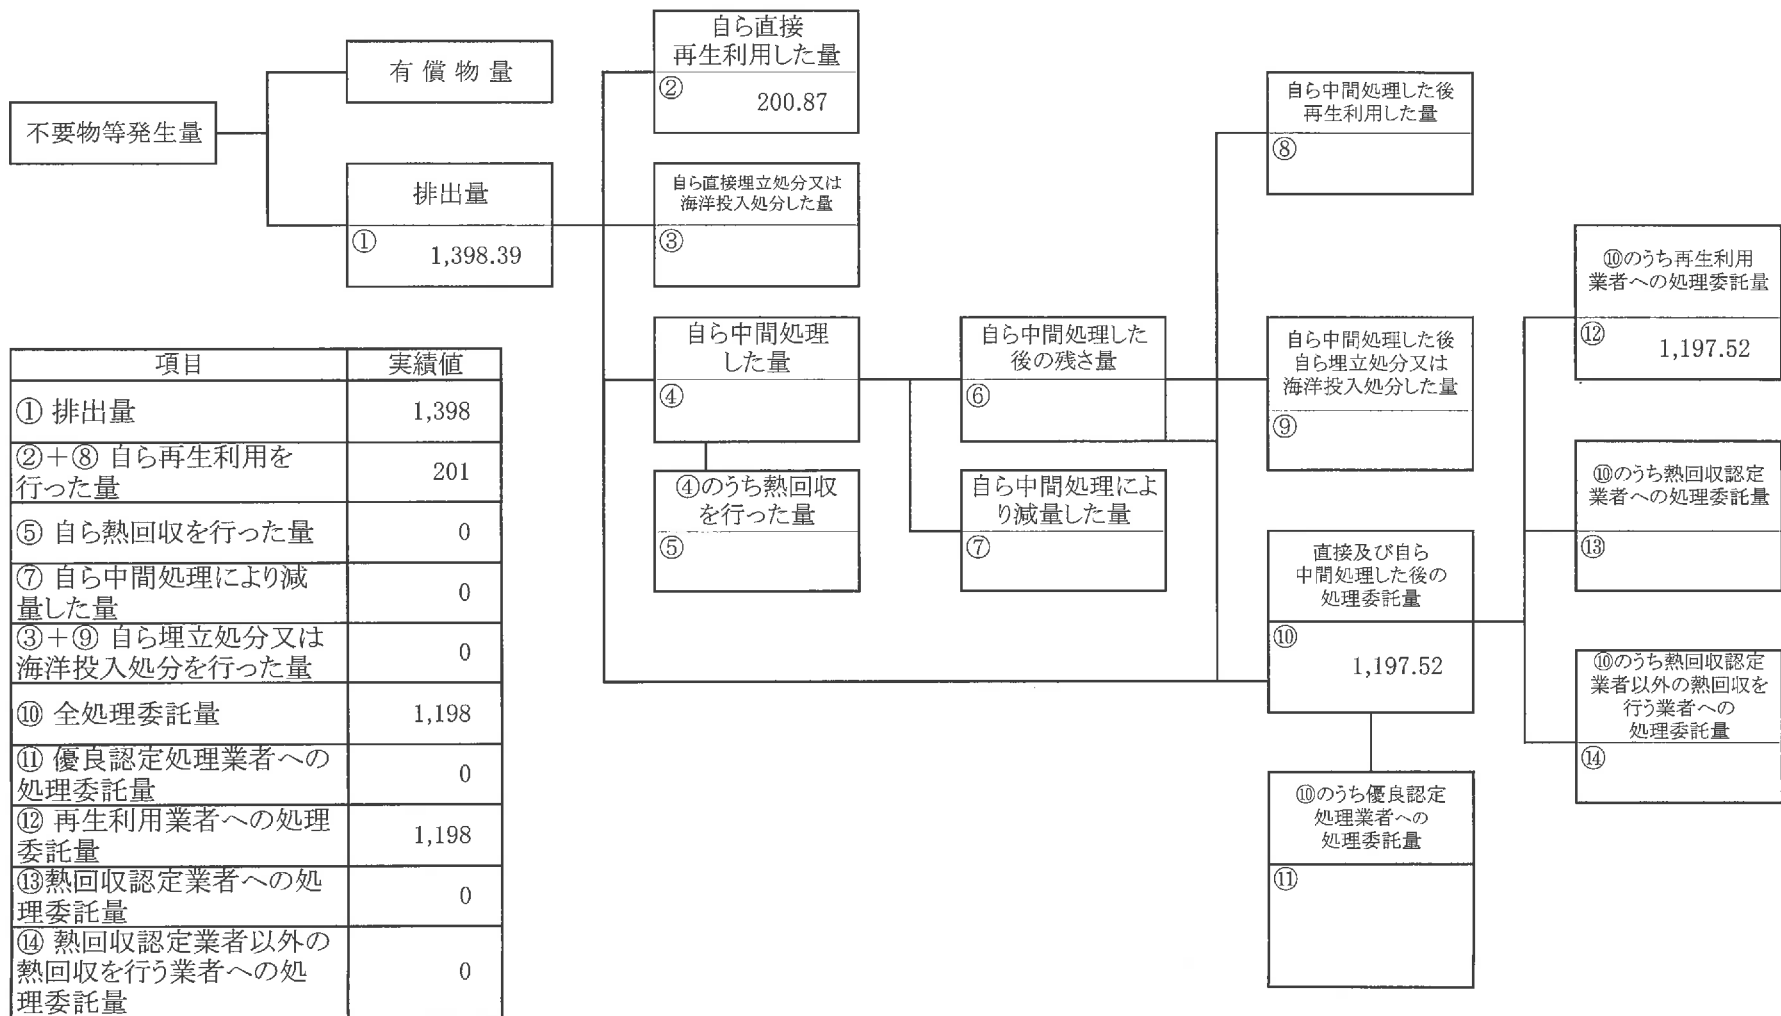 不要物等発生量
有 償 物 量
排出量
①
1,398.39
自ら直接
再生利用した量
②
200.87
自ら直接埋立処分又は
海洋投入処分した量
③
自ら中間処理
した量
④
④のうち熱回収
を行った量
⑤
自ら中間処理した
後の残さ量
⑥
自ら中間処理によ
り減量した量
⑦
自ら中間処理した後
再生利用した量
⑧
自ら中間処理した後
自ら埋立処分又は
海洋投入処分した量
⑨
直接及び自ら
中間処理した後の
処理委託量
⑩
1,197.52
⑩のうち優良認定
処理業者への
処理委託量
⑪
⑩のうち再生利用
業者への処理委託量
⑫
1,197.52
⑩のうち熱回収認定
業者への処理委託量
⑬
⑩のうち熱回収認定
業者以外の熱回収を
行う業者への
処理委託量
⑭
項目 実績値
① 排出量 1,398
②＋⑧ 自ら再生利用を
行った量 201
⑤ 自ら熱回収を行った量 0
⑦ 自ら中間処理により減
量した量 0
③＋⑨ 自ら埋立処分又は
海洋投入処分を行った量 0
⑩ 全処理委託量 1,198
⑪ 優良認定処理業者への
処理委託量 0
⑫ 再生利用業者への処理
委託量 1,198
⑬熱回収認定業者への処
理委託量 0
⑭ 熱回収認定業者以外の
熱回収を行う業者への処
理委託量 0